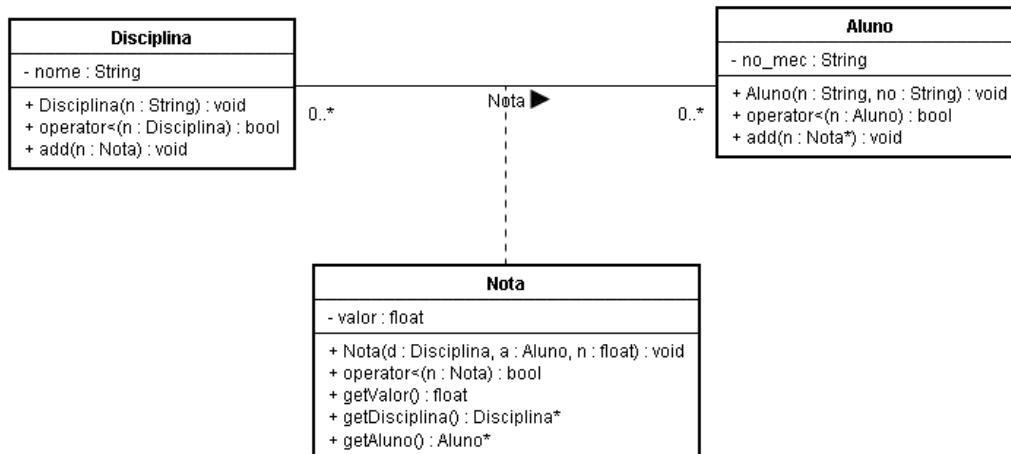 Disciplina
- nome : String
+ Disciplina(n : String) : void
+ operator<(n : Disciplina) : bool
+ add(n : Nota) : void
0..*
Nota ▶
0..*
Aluno
- no_mec : String
+ Aluno(n : String, no : String) : void
+ operator<(n : Aluno) : bool
+ add(n : Nota*) : void
Nota
- valor : float
+ Nota(d : Disciplina, a : Aluno, n : float) : void
+ operator<(n : Nota) : bool
+ getValor() : float
+ getDisciplina() : Disciplina*
+ getAluno() : Aluno*